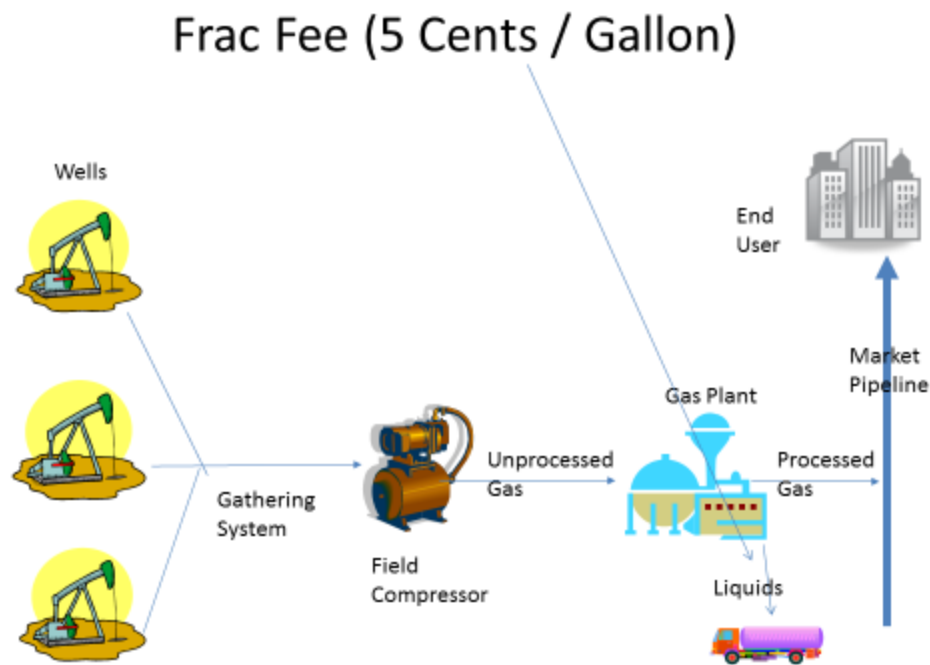 Frac Fee (5 Cents / Gallon)
Wells
End
User
Market
Pipeline
Gas Plant
Unprocessed
Gas
Processed
Gas
Gathering
System
Field
Compressor
Liquids